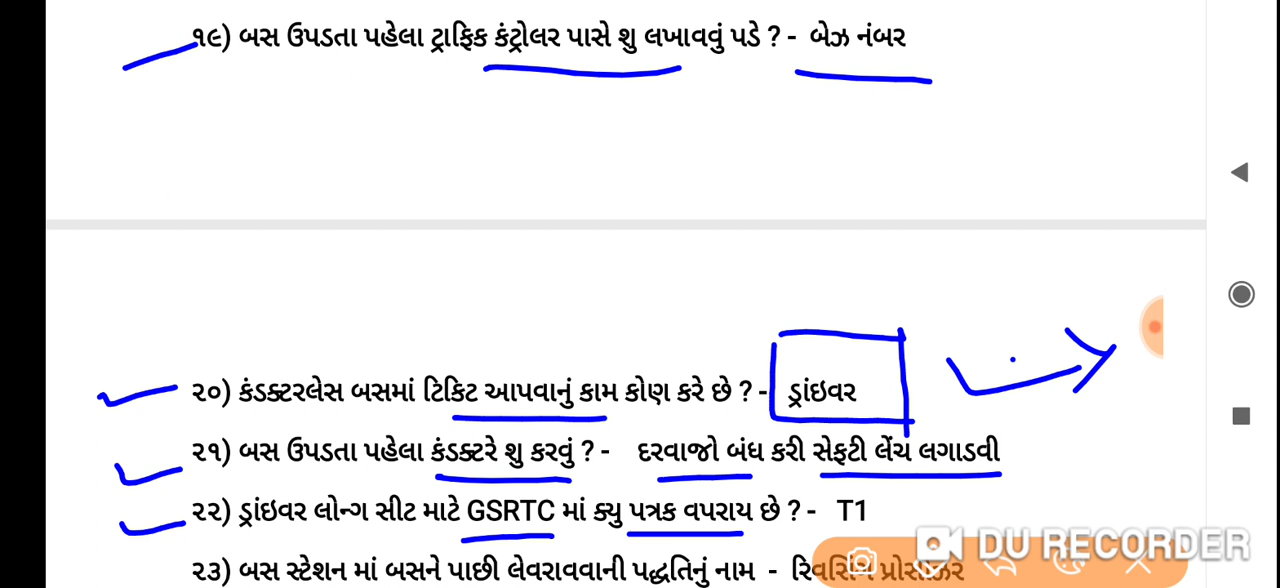 ૧૯) બસ ઉપડતા પહેલા ટ્રાફિક કંટ્રોલર પાસે શુ લખાવવું પડે ? - બેઝ નંબર
૨૦) કંડક્ટરલેસ બસમાં ટિકિટ આપવાનું કામ કોણ કરે છે ? - ડ્રાંઇવર
૨૧) બસ ઉપડતા પહેલા કંડક્ટરે શુ કરવું ? - દરવાજો બંધ કરી સેફટી લેંચ લગાડવી
૨૨) ડ્રાંઇવર લોન્ગ સીટ માટે GSRTC માં ક્યુ પત્રક વપરાય છે ? - T1
DU RECORDER
૨૩) બસ સ્ટેશન માં બસને પાછી લેવરાવવાની પદ્ધતિનું નામ - રિવર્સિંગ પ્રોસીઝર